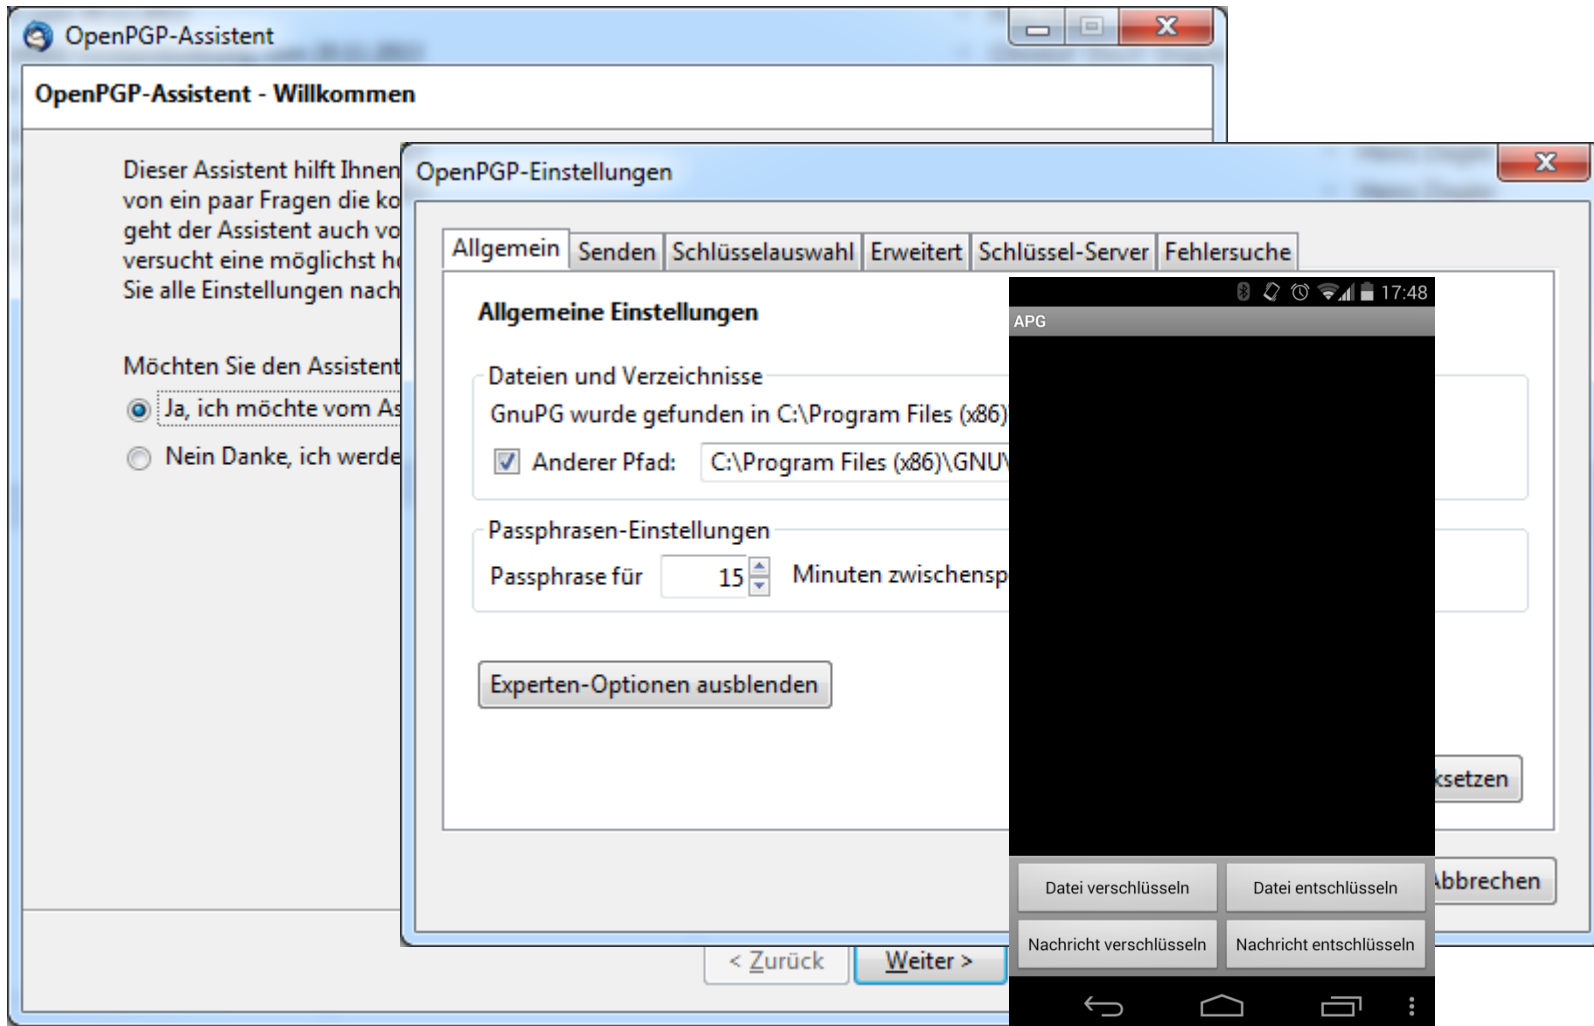 OpenPGP-Assistent
OpenPGP-Assistent - Willkommen
Dieser Assistent hilft Ihnen
von ein paar Fragen die
geht der Assistent auch
versucht eine möglichst
Sie alle Einstellungen nach
Möchten Sie den Assistent
Ja, ich möchte vom
Nein Danke, ich werde
< Zurück
Weiter >
OpenPGP-Einstellungen
Allgemein Senden Schlüsselauswahl Erweitert Schlüssel-Server Fehlersuche
Allgemeine Einstellungen
Dateien und Verzeichnisse
GnuPG wurde gefunden in C:\Program Files (x86)
Anderer Pfad: C:\Program Files (x86)\GNU\
Passphrasen-Einstellungen
Passphrase für 15 Minuten zwischensp
Experten-Optionen ausblenden
ksetzen
Abbrechen
17:48
APG
Datei verschlüsseln Datei entschlüsseln
Nachricht verschlüsseln Nachricht entschlüsseln